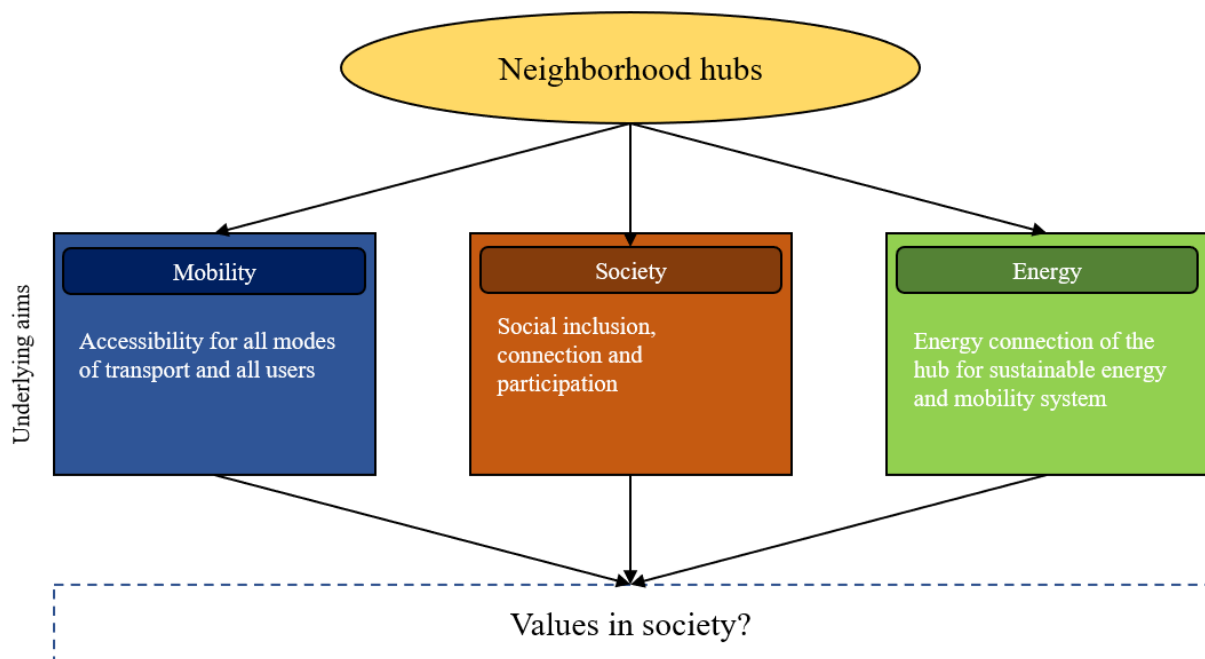 Neighborhood hubs
Underlying aims
Mobility
Accessibility for all modes
of transport and all users
Society
Social inclusion,
connection and
participation
Energy
Energy connection of the
hub for sustainable energy
and mobility system
Values in society?